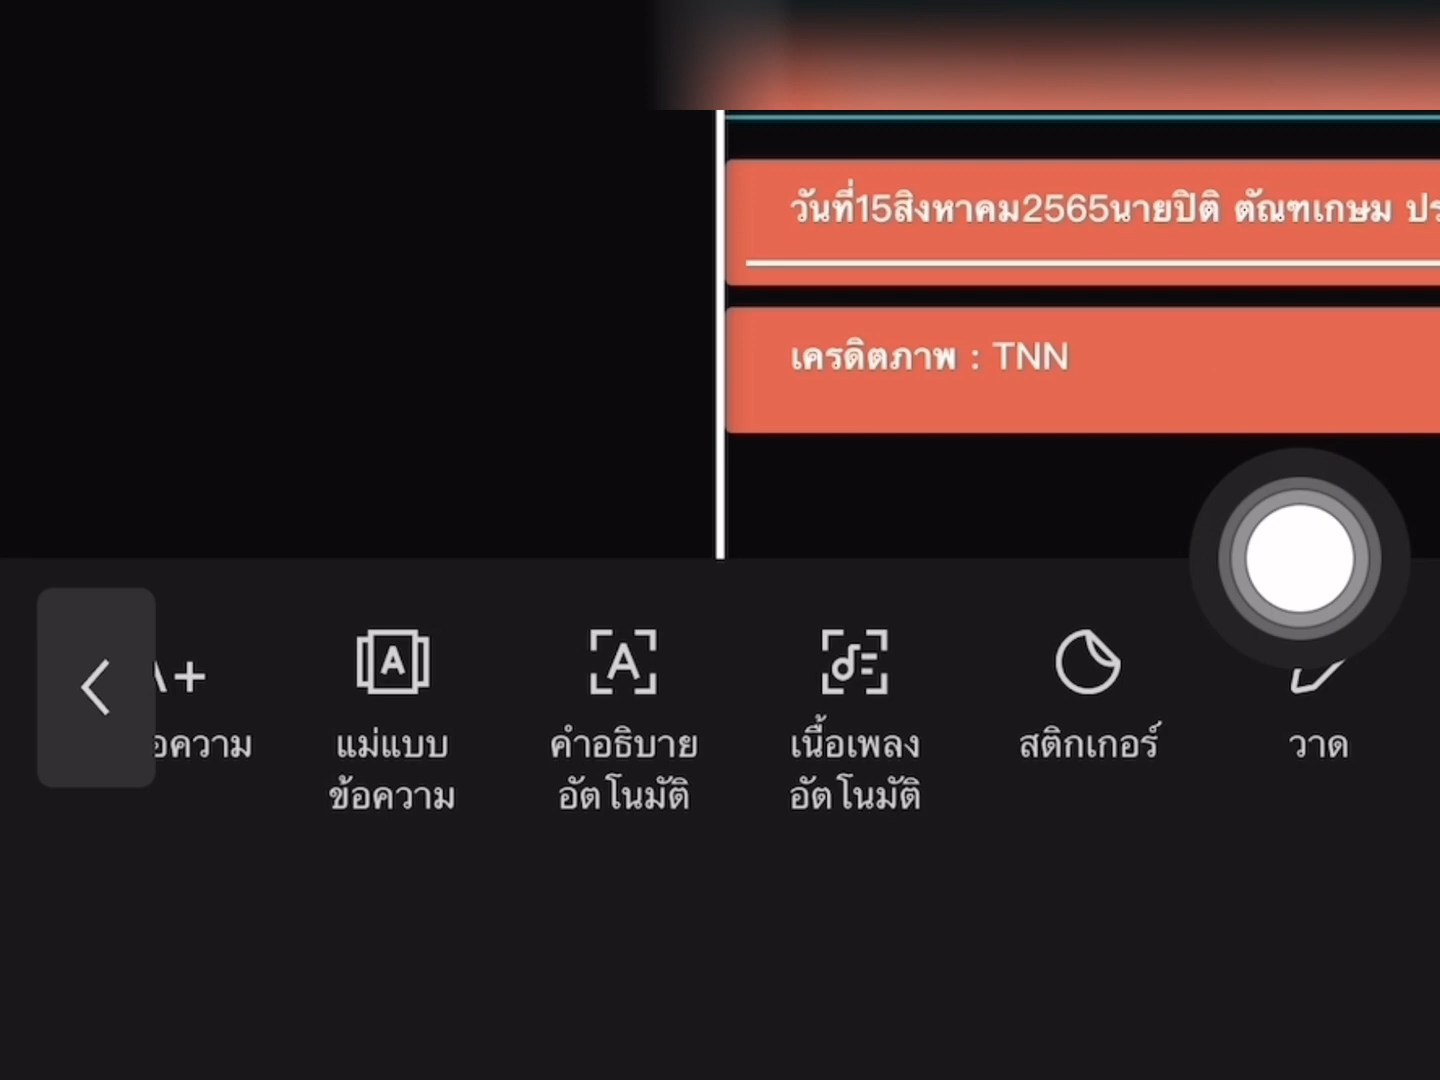 วันที่15สิงหาคม2565นายปิติ ตัณฑเกษม
เครดิตภาพ : TNN
แม่แบบ
ข้อความ
คำอธิบาย
อัตโนมัติ
เนื้อเพลง
อัตโนมัติ
สติกเกอร์
วาด